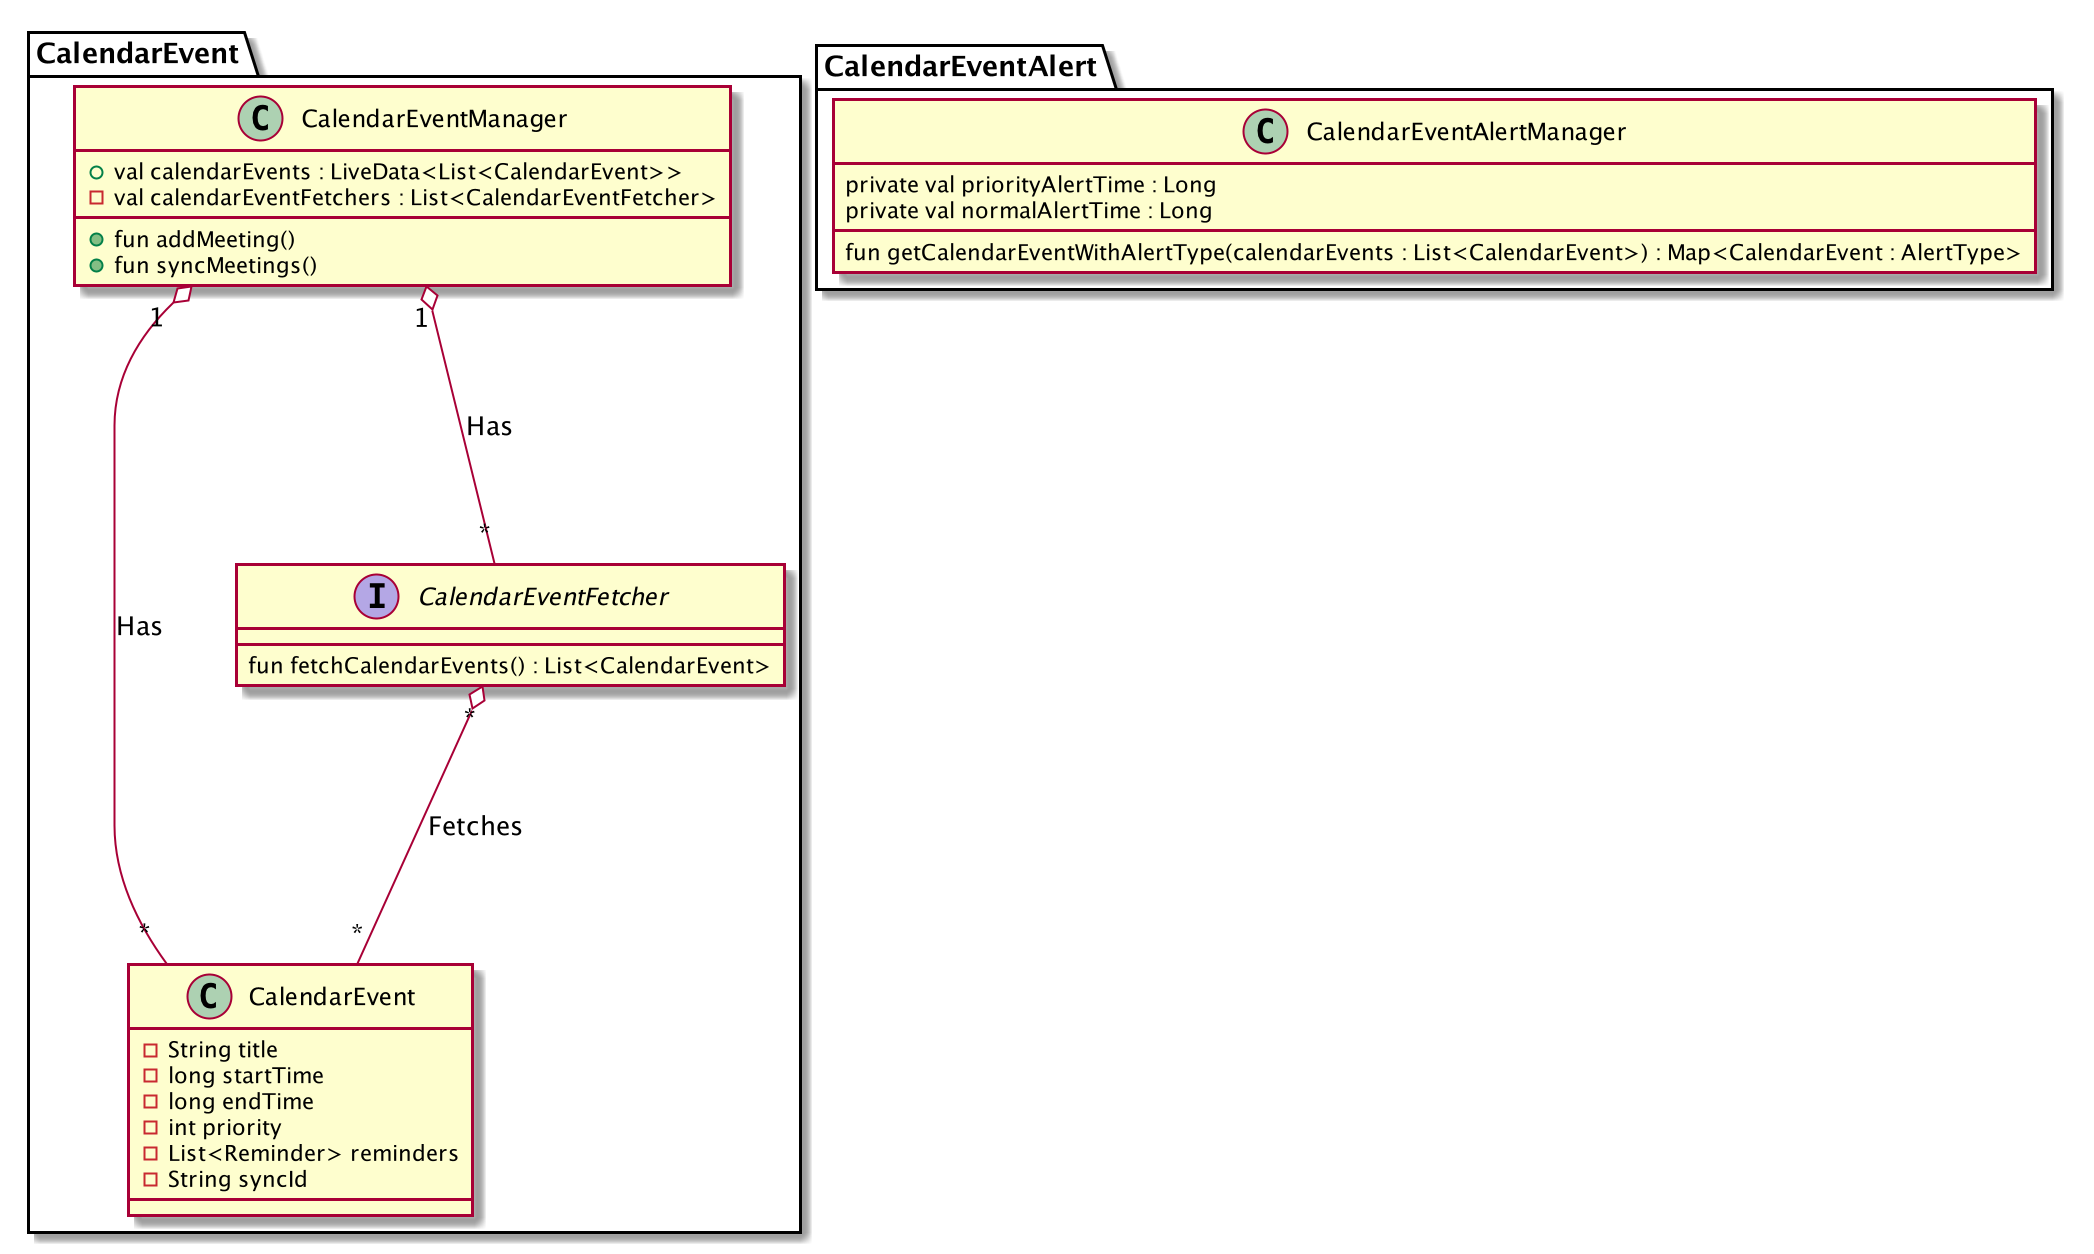 CalendarEvent
C CalendarEventManager
val calendarEvents : LiveData<List<CalendarEvent>>
val calendarEventFetchers : List<CalendarEventFetcher>
fun addMeeting()
fun syncMeetings()
1
1
Has
*
I CalendarEventFetcher
fun fetchCalendarEvents() : List<CalendarEvent>
Has
*
Fetches
*
*
C CalendarEvent
String title
long startTime
long endTime
int priority
List<Reminder> reminders
String syncId
CalendarEventAlert
C CalendarEventAlertManager
private val priorityAlertTime : Long
private val normalAlertTime : Long
fun getCalendarEventWithAlertType(calendarEvents : List<CalendarEvent>) : Map<CalendarEvent : AlertType>